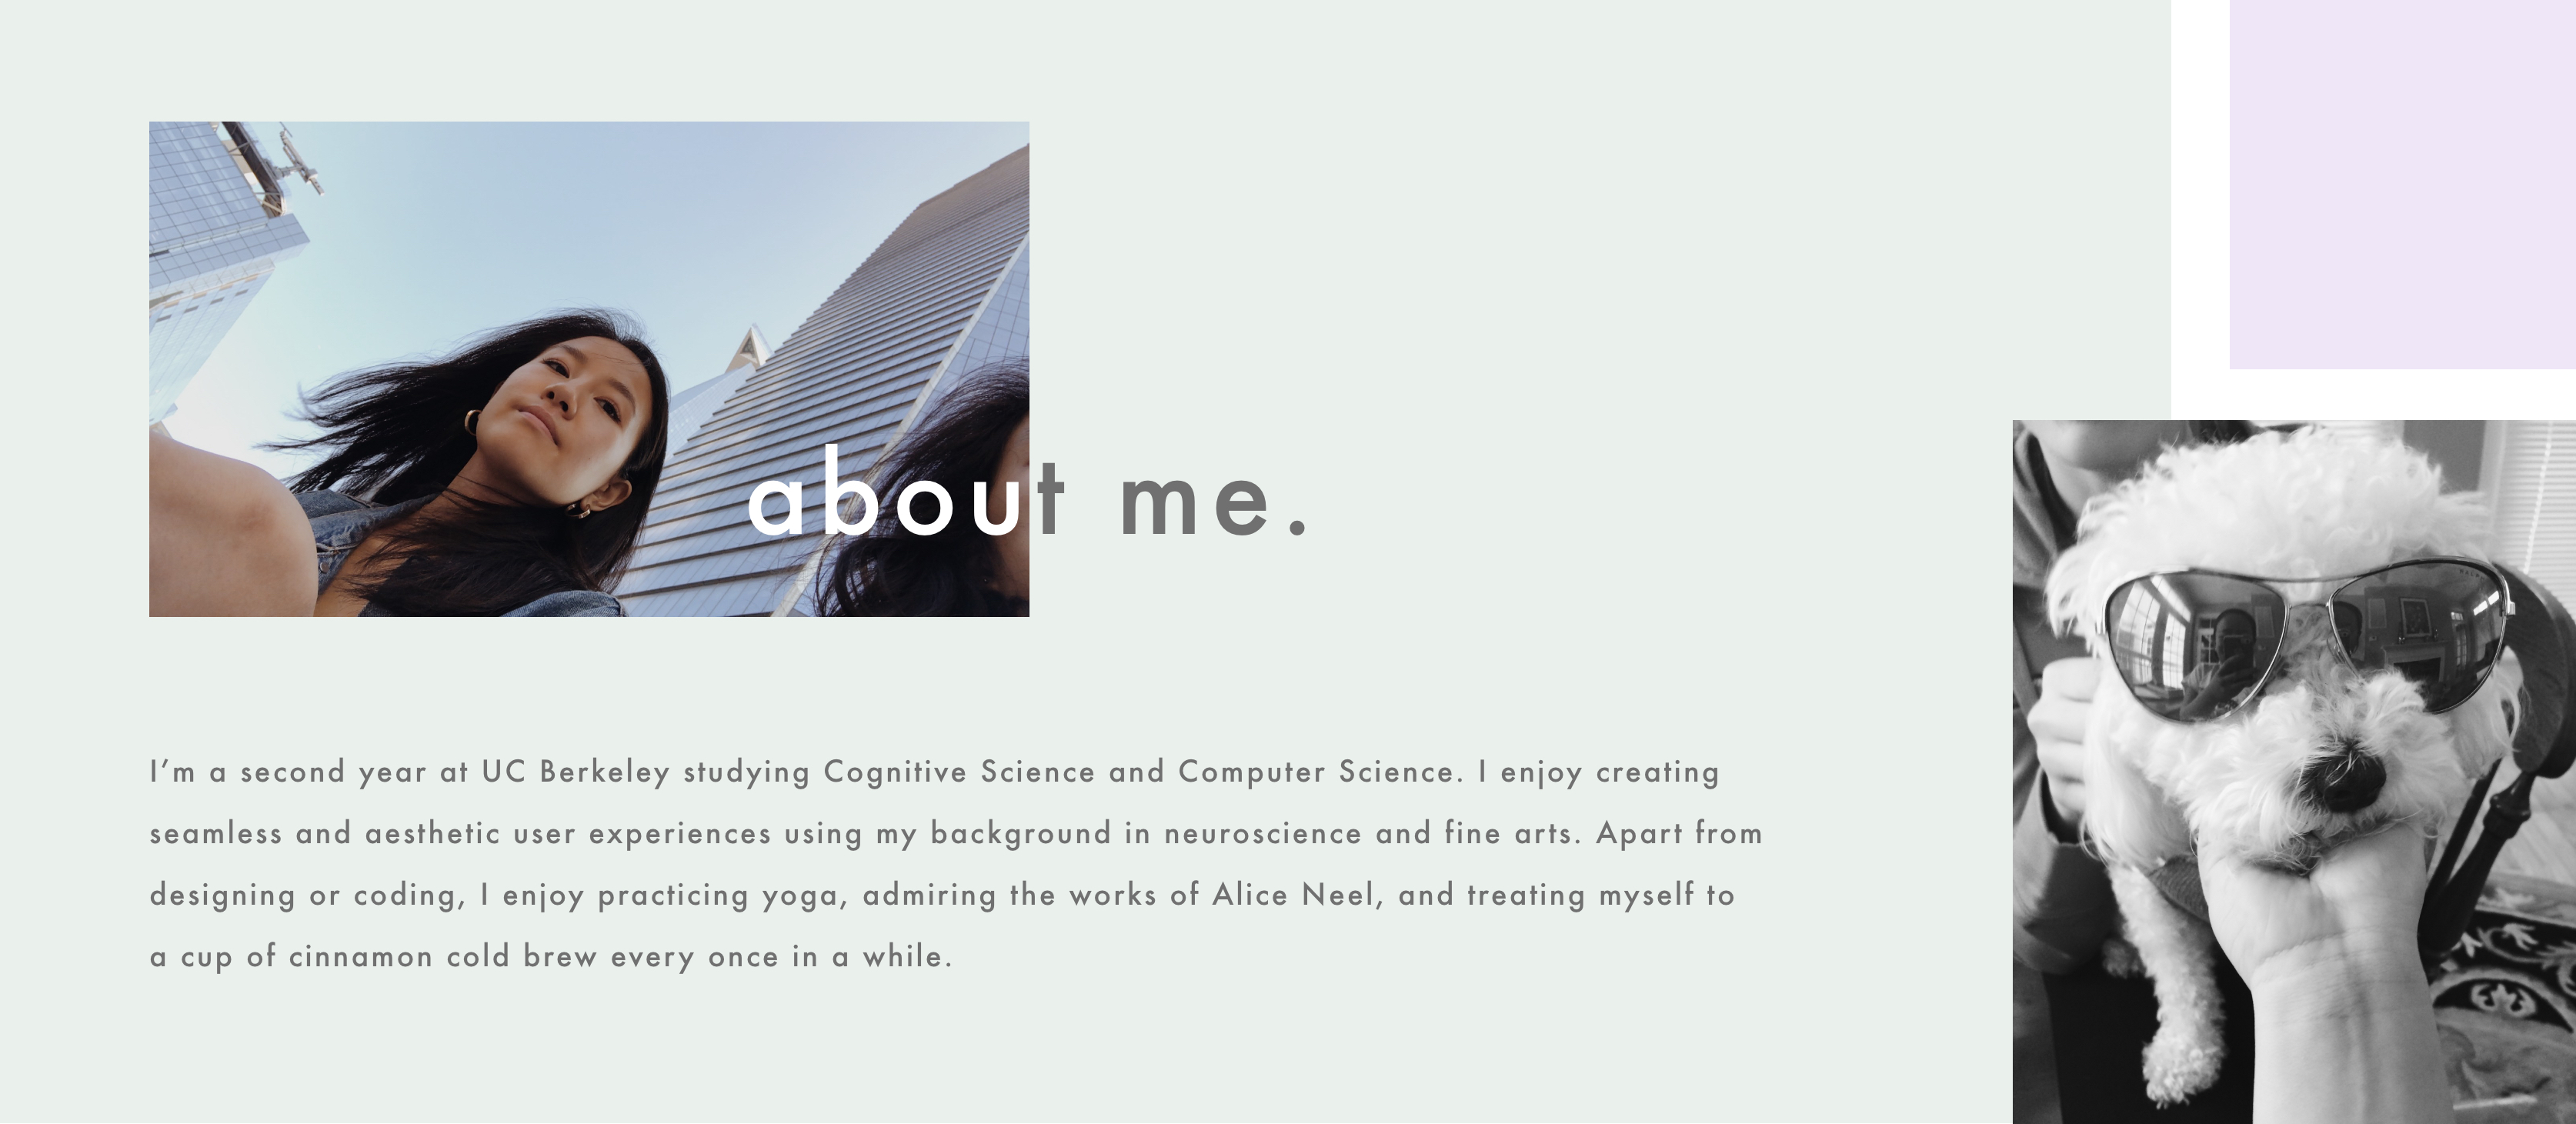 about me.
I’m a second year at UC Berkeley studying Cognitive Science and Computer Science. I enjoy creating
seamless and aesthetic user experiences using my background in neuroscience and fine arts. Apart from
designing or coding, I enjoy practicing yoga, admiring the works of Alice Neel, and treating myself to
a cup of cinnamon cold brew every once in a while.